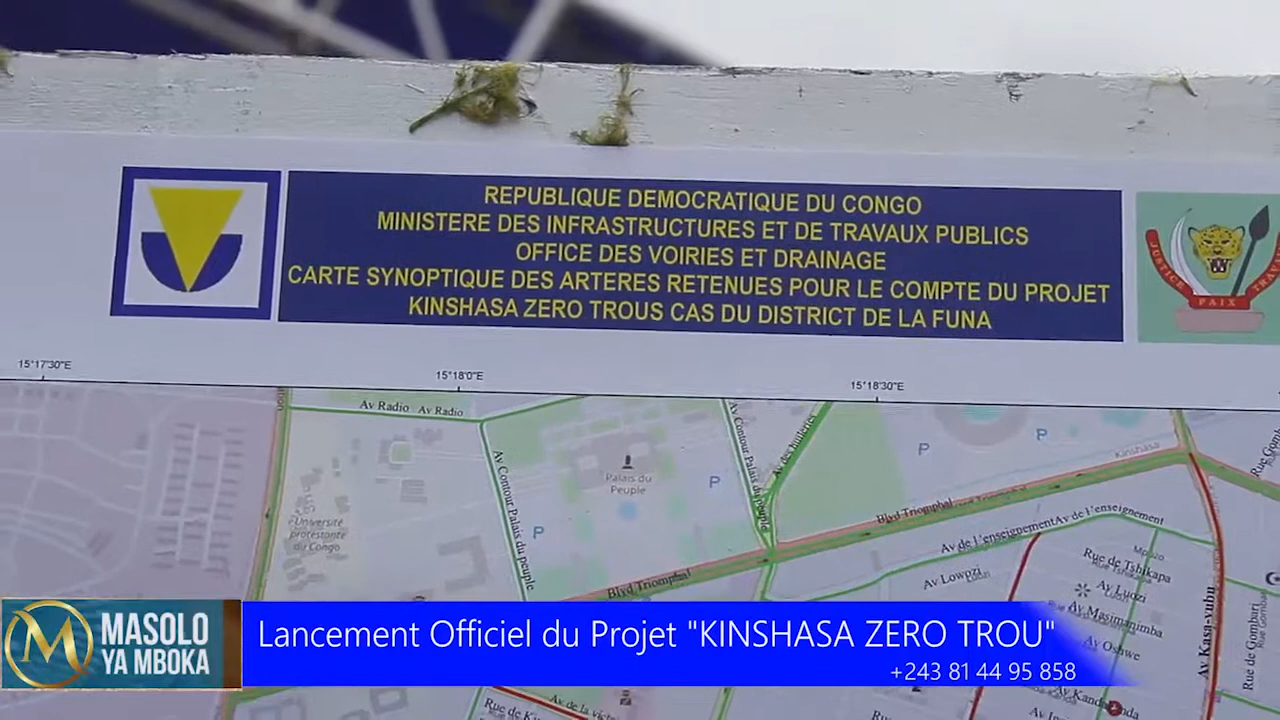 REPUBLIQUE DEMOCRATIQUE DU CONGO
MINISTERE DES INFRASTRUCTURES ET DE TRAVAUX PUBLICS
OFFICE DES VOIRIES ET DRAINAGE
CARTE SYNOPTIQUE DES ARTERES RETENUES POUR LE COMPTE DU PROJET
KINSHASA ZERO TROUS CAS DU DISTRICT DE LA FUNA
JUSTICE PAIX
15°17'30"E
15°18'0"E
15°18'30"E
Av Radio Av Radio
Av Contour Palais du peuple
Av Contour Palais du peuple
Av des huileries
Palais du
Peuple
P
P
P
P
Kinshasa
Université
protestante
du Congo
Blvd Triomphal
Blvd Triomphal
Av de l'enseignement
Av de l'enseignement
Rue de Tshikapa
Av Lowozi
Av Luozi
Av Masimanimba
Av Oshwe
Av Kasa-vubu
Rue de Gombari
MASOLO
YA MBOKA
Lancement Officiel du Projet "KINSHASA ZERO TROU"
+243 81 44 95 858